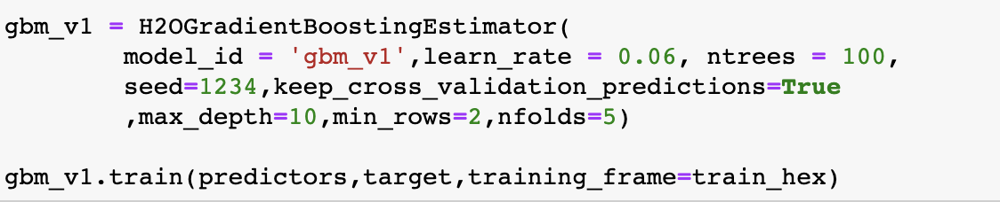 gbm_v1 = H2OGradientBoostingEstimator(
model_id = 'gbm_v1',learn_rate = 0.06, ntrees = 100,
seed=1234,keep_cross_validation_predictions=True
,max_depth=10,min_rows=2,nfolds=5)
gbm_v1.train(predictors,target,training_frame=train_hex)